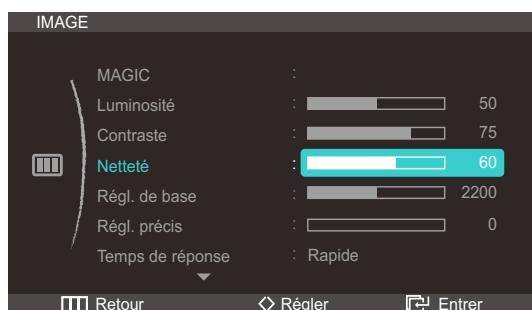 IMAGE
MAGIC :
Luminosité : 50
Contraste : 75
Netteté : 60
Régl. de base : 2200
Régl. précis : 0
Temps de réponse : Rapide
Retour Régler Entrer